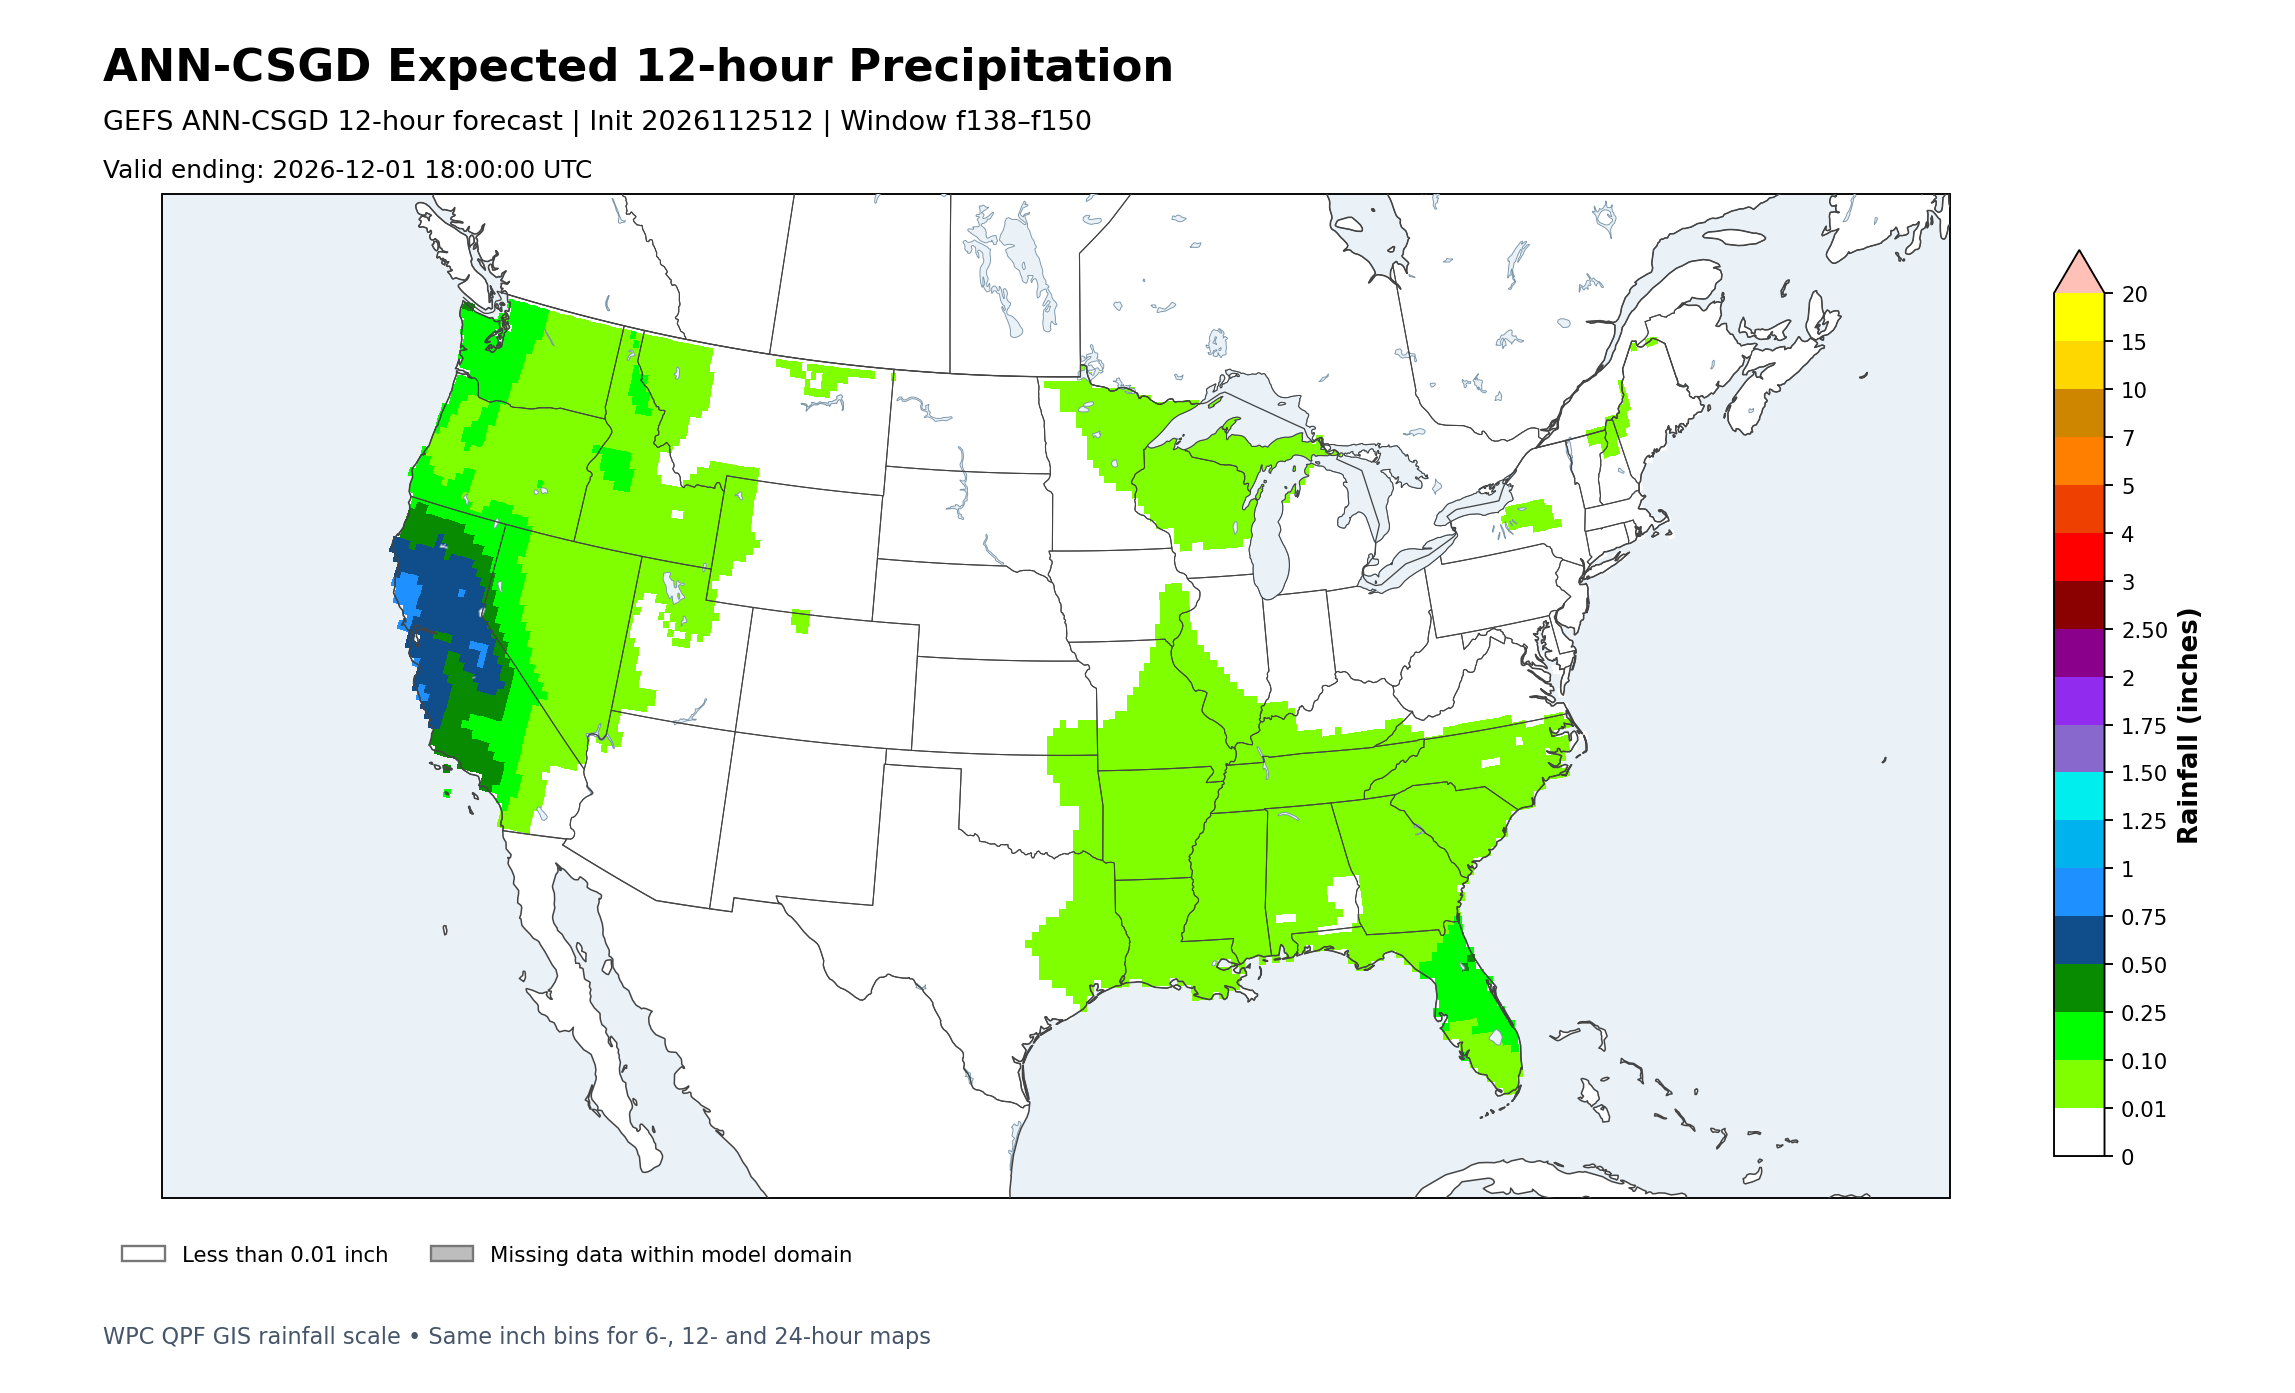 ANN-CSGD Expected 12-hour Precipitation
GEFS ANN-CSGD 12-hour forecast | Init 2026112512 | Window f138–f150
Valid ending: 2026-12-01 18:00:00 UTC
20
15
10
7
5
4
3
2.50
2
1.75
1.50
1.25
1
0.75
0.50
0.25
0.10
0.01
0
Rainfall (inches)
Less than 0.01 inch
Missing data within model domain
WPC QPF GIS rainfall scale • Same inch bins for 6-, 12- and 24-hour maps